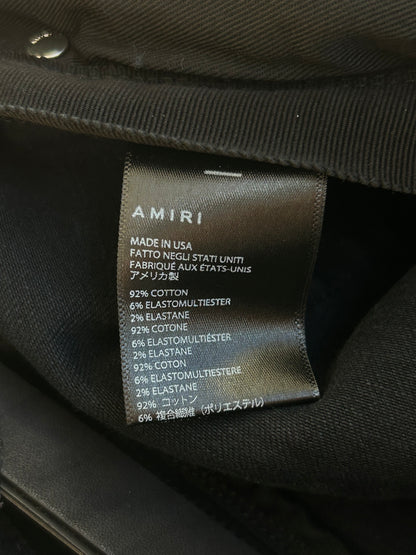 AMIRI
MADE IN USA
FATTO NEGLI STATI UNITI
FABRIQUÉ AUX ÉTATS-UNIS
アメリカ製
92% COTTON
6% ELASTOMULTIESTER
2% ELASTANE
92% COTONE
6% ELASTOMULTIÉSTER
2% ELASTANE
92% COTON
6% ELASTOMULTIESTERE
2% ELASTANE
92% コットン
6% 複合繊維（ポリエステル）